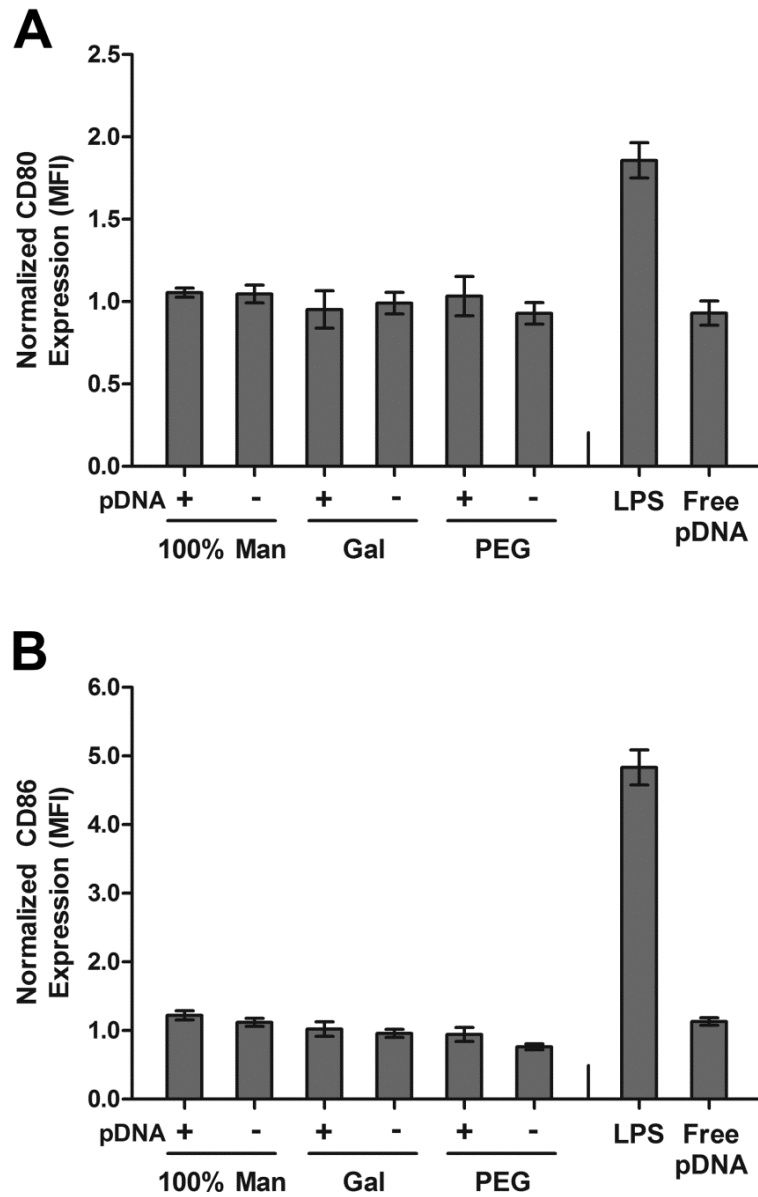 A
Normalized CD80
Expression (MFI)
2.5
2.0
1.5
1.0
0.5
0.0
pDNA + - + - + - LPS Free
pDNA
100% Man Gal PEG
B
Normalized CD86
Expression (MFI)
6.0
5.0
4.0
3.0
2.0
1.0
0.0
pDNA + - + - + - LPS Free
pDNA
100% Man Gal PEG